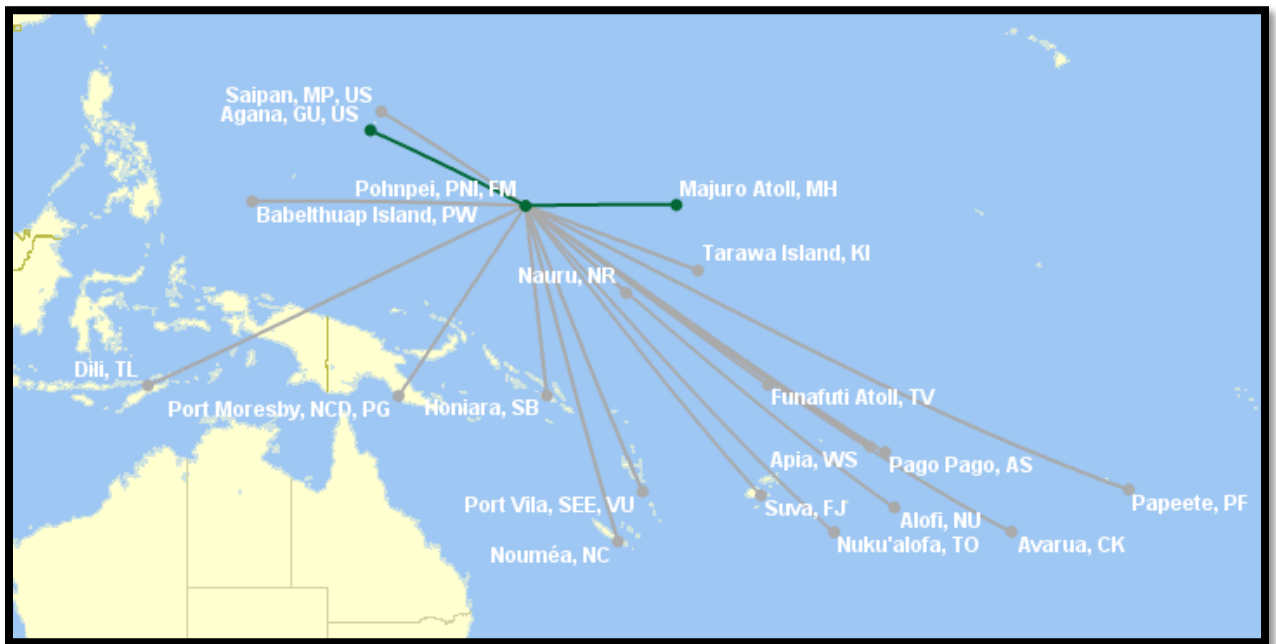 Saipan, MP, US
Agana, GU, US
Pohnpei, PNI, FM
Majuro Atoll, MH
Babelthuap Island, PW
Tarawa Island, KI
Nauru, NR
Dili, TL
Port Moresby, NCD, PG
Honiara, SB
Funafuti Atoll, TV
Apia, WS
Pago Pago, AS
Port Vila, SEE, VU
Suva, FJ
Alofi, NU
Papeete, PF
Nouméa, NC
Nuku'alofa, TO
Avarua, CK